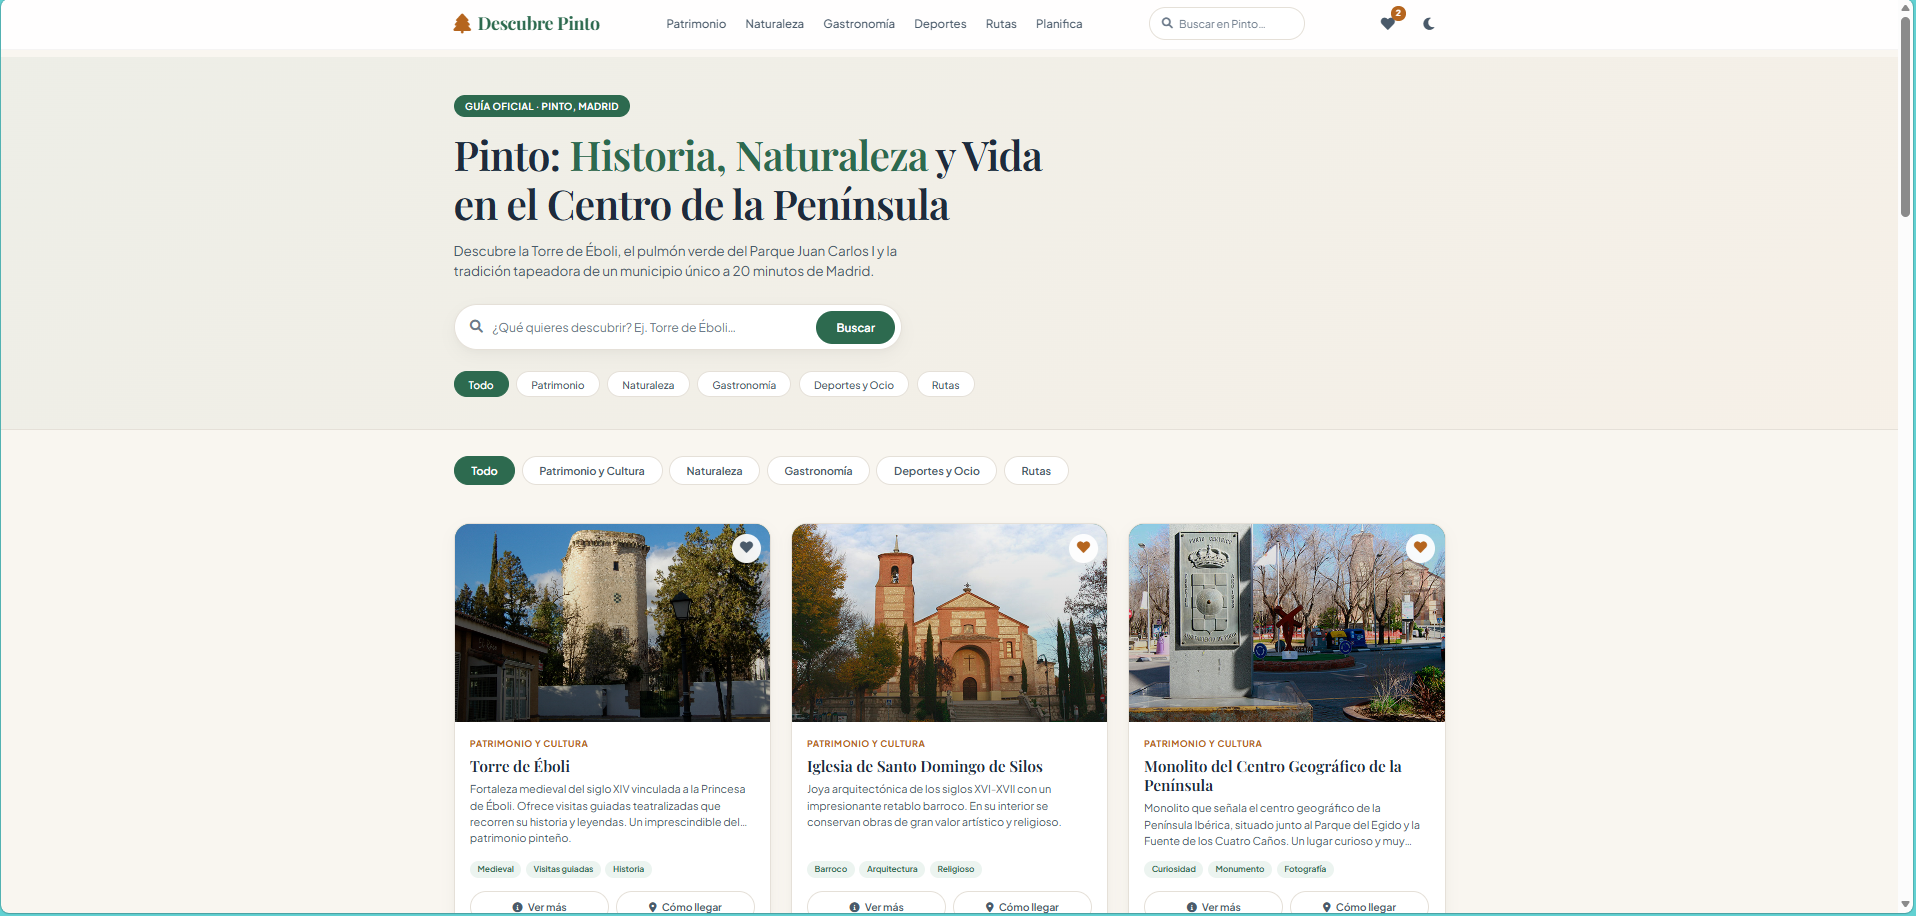 Descubre Pinto
Patrimonio Naturaleza Gastronomía Deportes Rutas Planifica
Buscar en Pinto...
2
GUÍA OFICIAL · PINTO, MADRID
Pinto: Historia, Naturaleza y Vida
en el Centro de la Península
Descubre la Torre de Éboli, el pulmón verde del Parque Juan Carlos I y la
tradición tapeadora de un municipio único a 20 minutos de Madrid.
¿Qué quieres descubrir? Ej. Torre de Éboli...
Buscar
Todo Patrimonio Naturaleza Gastronomía Deportes y Ocio Rutas
Todo Patrimonio y Cultura Naturaleza Gastronomía Deportes y Ocio Rutas
PATRIMONIO Y CULTURA
Torre de Éboli
Fortaleza medieval del siglo XIV vinculada a la Princesa
de Éboli. Ofrece visitas guiadas teatralizadas que
recorren su historia y leyendas. Un imprescindible del...
patrimonio pinteño.
Medieval Visitas guiadas Historia
Ver más Cómo llegar
PATRIMONIO Y CULTURA
Iglesia de Santo Domingo de Silos
Joya arquitectónica de los siglos XVI-XVII con un
impresionante retablo barroco. En su interior se
conservan obras de gran valor artístico y religioso.
Barroco Arquitectura Religioso
Ver más Cómo llegar
PATRIMONIO Y CULTURA
Monolito del Centro Geográfico de la
Península
Monolito que señala el centro geográfico de la
Península Ibérica, situado junto al Parque del Egido y la
Fuente de los Cuatro Caños. Un lugar curioso y muy...
Curiosidad Monumento Fotografía
Ver más Cómo llegar